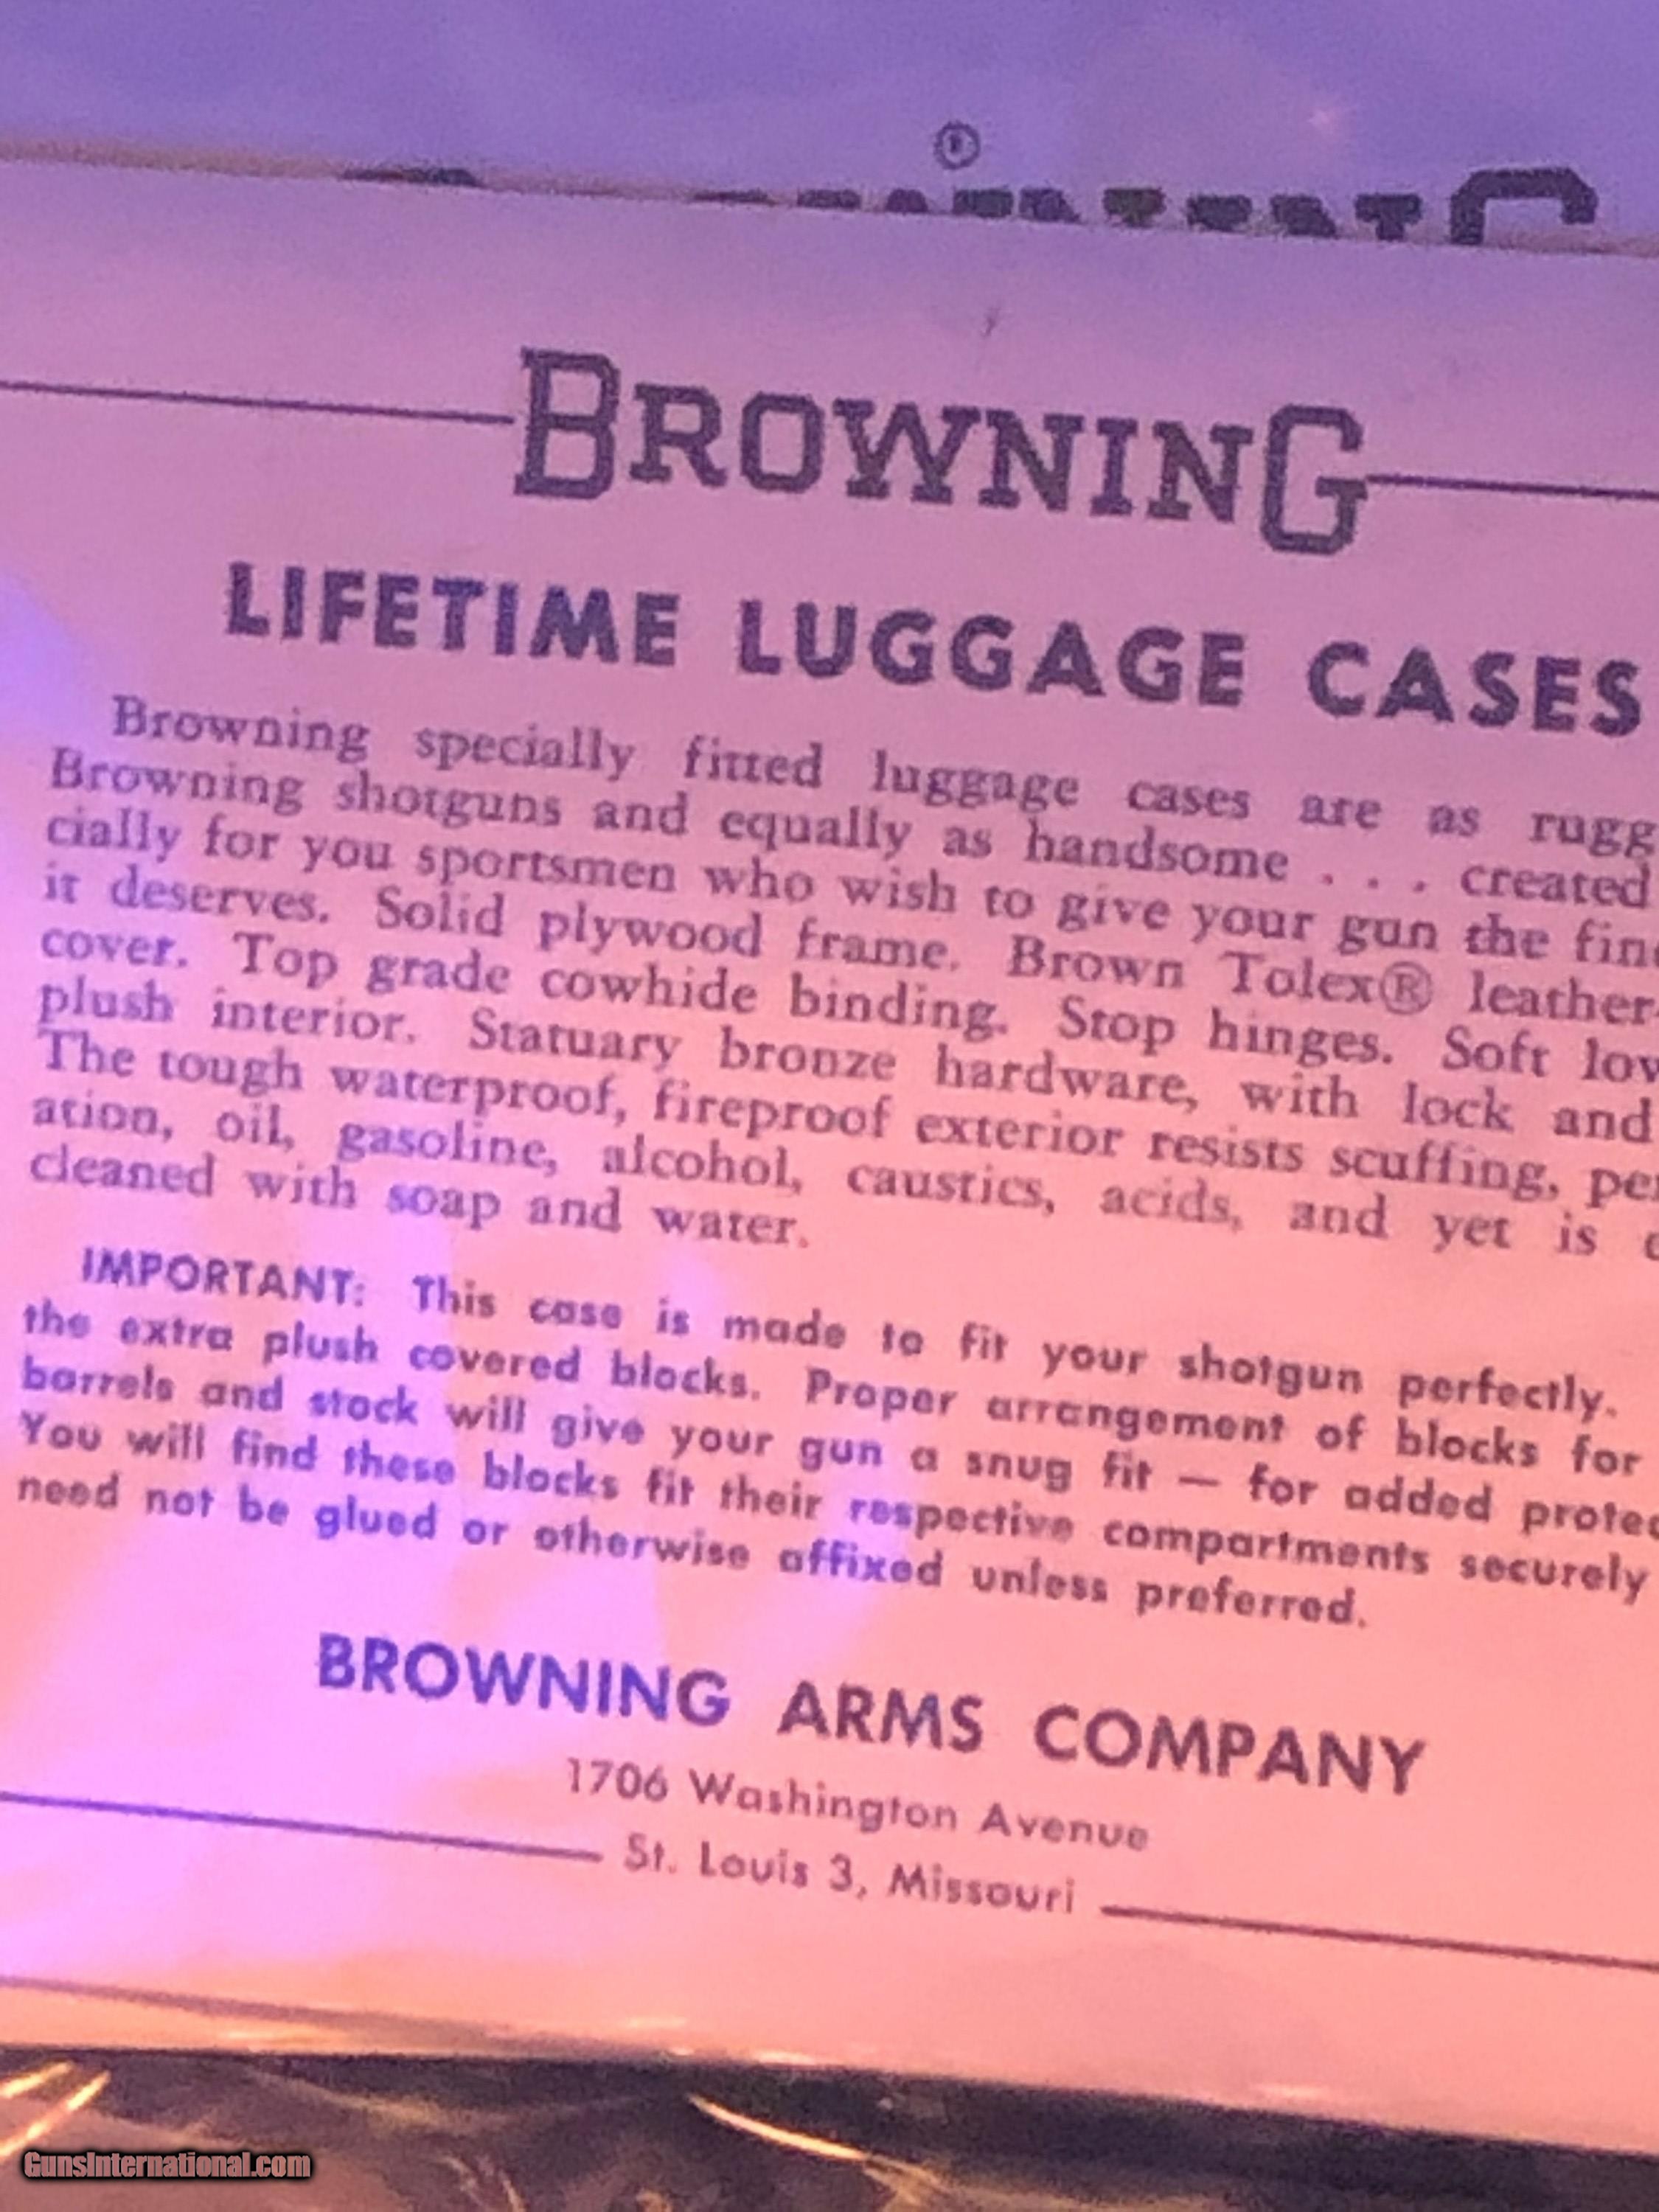 ®
BROWNING
LIFETIME LUGGAGE CASES
Browning specially fitted luggage cases are as rugg
Browning shotguns and equally as handsome . . . created
cially for you sportsmen who wish to give your gun the fin
it deserves. Solid plywood frame. Brown Tolex® leather-
cover. Top grade cowhide binding. Stop hinges. Soft lov
plush interior. Statuary bronze hardware, with lock and
The tough waterproof, fireproof exterior resists scuffing, per
ation, oil, gasoline, alcohol, caustics, acids, and yet is
cleaned with soap and water.
IMPORTANT: This case is made to fit your shotgun perfectly.
the extra plush covered blocks. Proper arrangement of blocks for
barrels and stock will give your gun a snug fit — for added protec
You will find these blocks fit their respective compartments securely
need not be glued or otherwise affixed unless preferred.
BROWNING ARMS COMPANY
1706 Washington Avenue
St. Louis 3, Missouri
GunsInternational.com